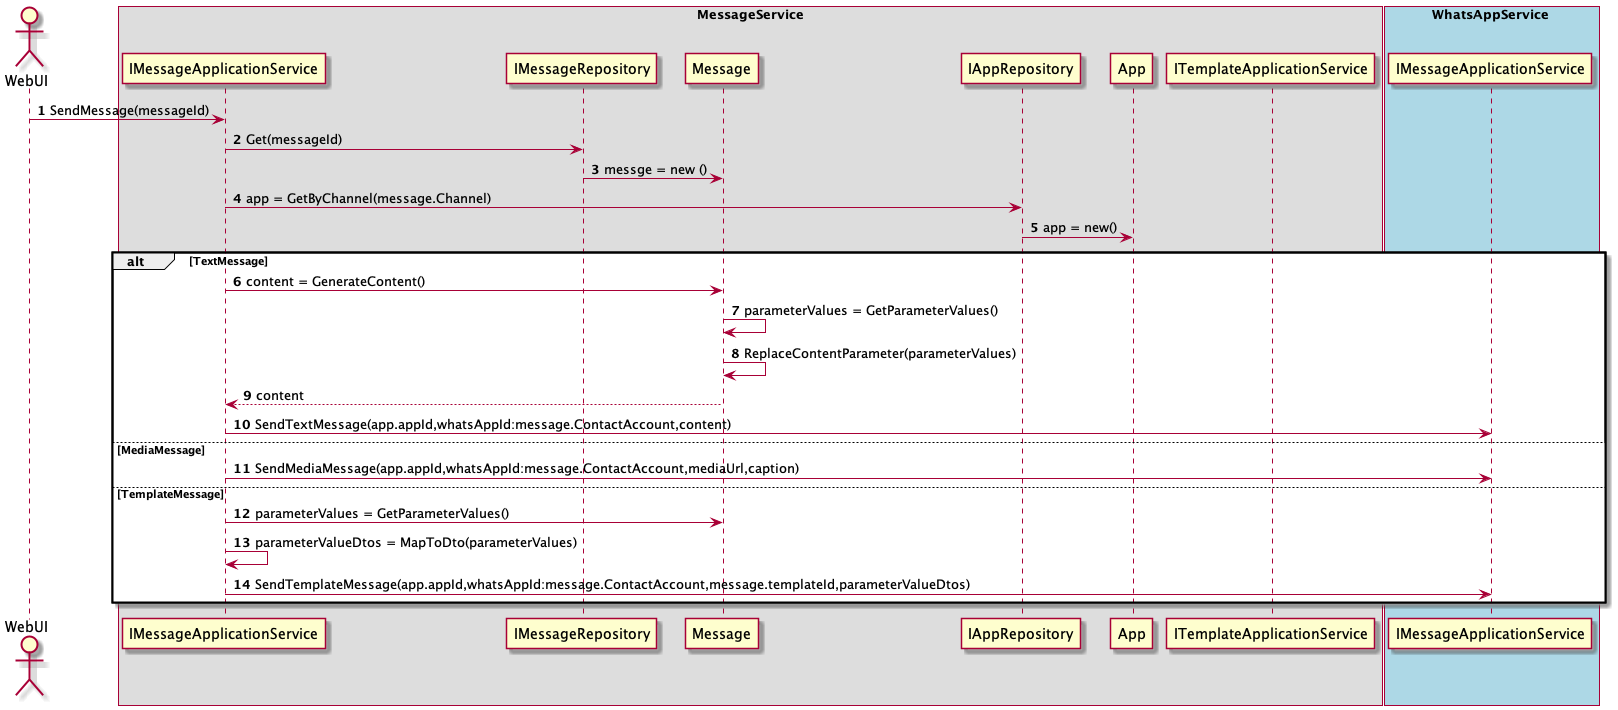 MessageService
WhatsAppService
WebUI
IMessageApplicationService
IMessageRepository
Message
IAppRepository
App
ITemplateApplicationService
IMessageApplicationService
1 SendMessage(messageId)
2 Get(messageId)
3 messge = new ()
4 app = GetByChannel(message.Channel)
5 app = new()
alt [TextMessage]
6 content = GenerateContent()
7 parameterValues = GetParameterValues()
8 ReplaceContentParameter(parameterValues)
9 content
10 SendTextMessage(app.appId,whatsAppId:message.ContactAccount,content)
[MediaMessage]
11 SendMediaMessage(app.appId,whatsAppId:message.ContactAccount,mediaUrl,caption)
[TemplateMessage]
12 parameterValues = GetParameterValues()
13 parameterValueDtos = MapToDto(parameterValues)
14 SendTemplateMessage(app.appId,whatsAppId:message.ContactAccount,message.templateId,parameterValueDtos)
WebUI
IMessageApplicationService
IMessageRepository
Message
IAppRepository
App
ITemplateApplicationService
IMessageApplicationService